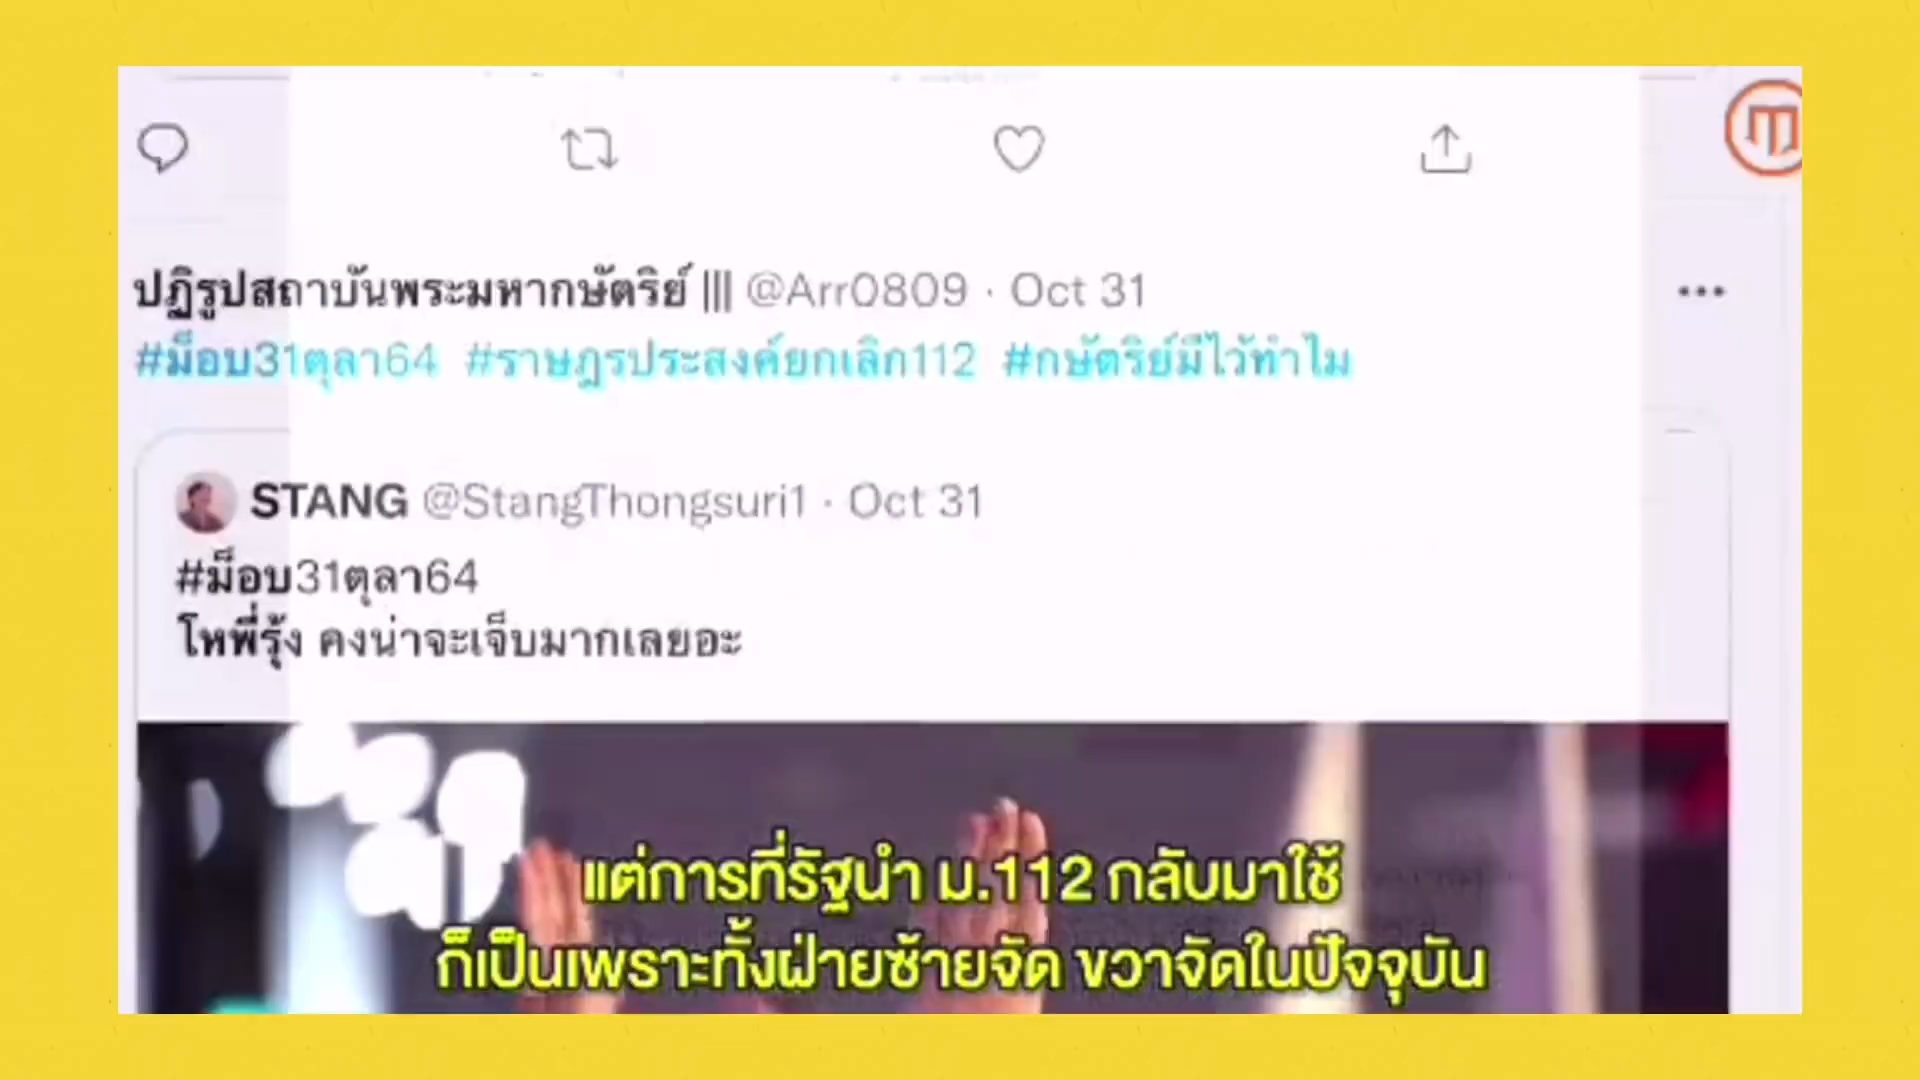 ปฏิรูปสถาบันพระมหากษัตริย์ ||| @Arr0809 · Oct 31
#ม็อบ31ตุลา64 #ราษฎรประสงค์ยกเลิก112 #กษัตริย์มีไว้ทำไม
STANG @StangThongsuri1 · Oct 31
#ม็อบ31ตุลา64
โหพี่รุ้ง คงน่าจะเจ็บมากเลยอะ
แต่การที่รัฐนำ ม.112 กลับมาใช้
ก็เป็นเพราะทั้งฝ่ายซ้ายจัด ขวาจัดในปัจจุบัน